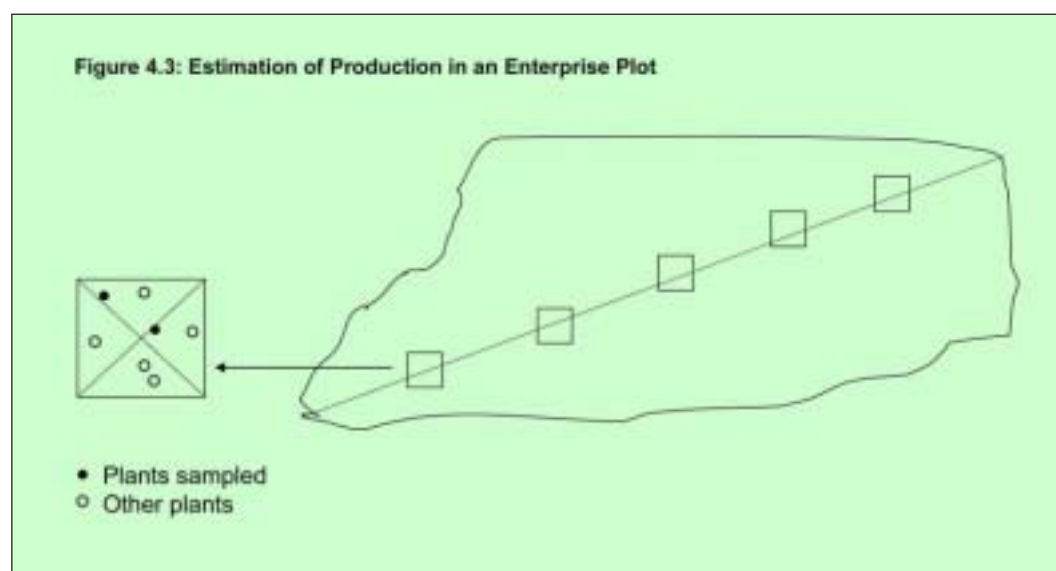 Figure 4.3: Estimation of Production in an Enterprise Plot
Plants sampled
Other plants